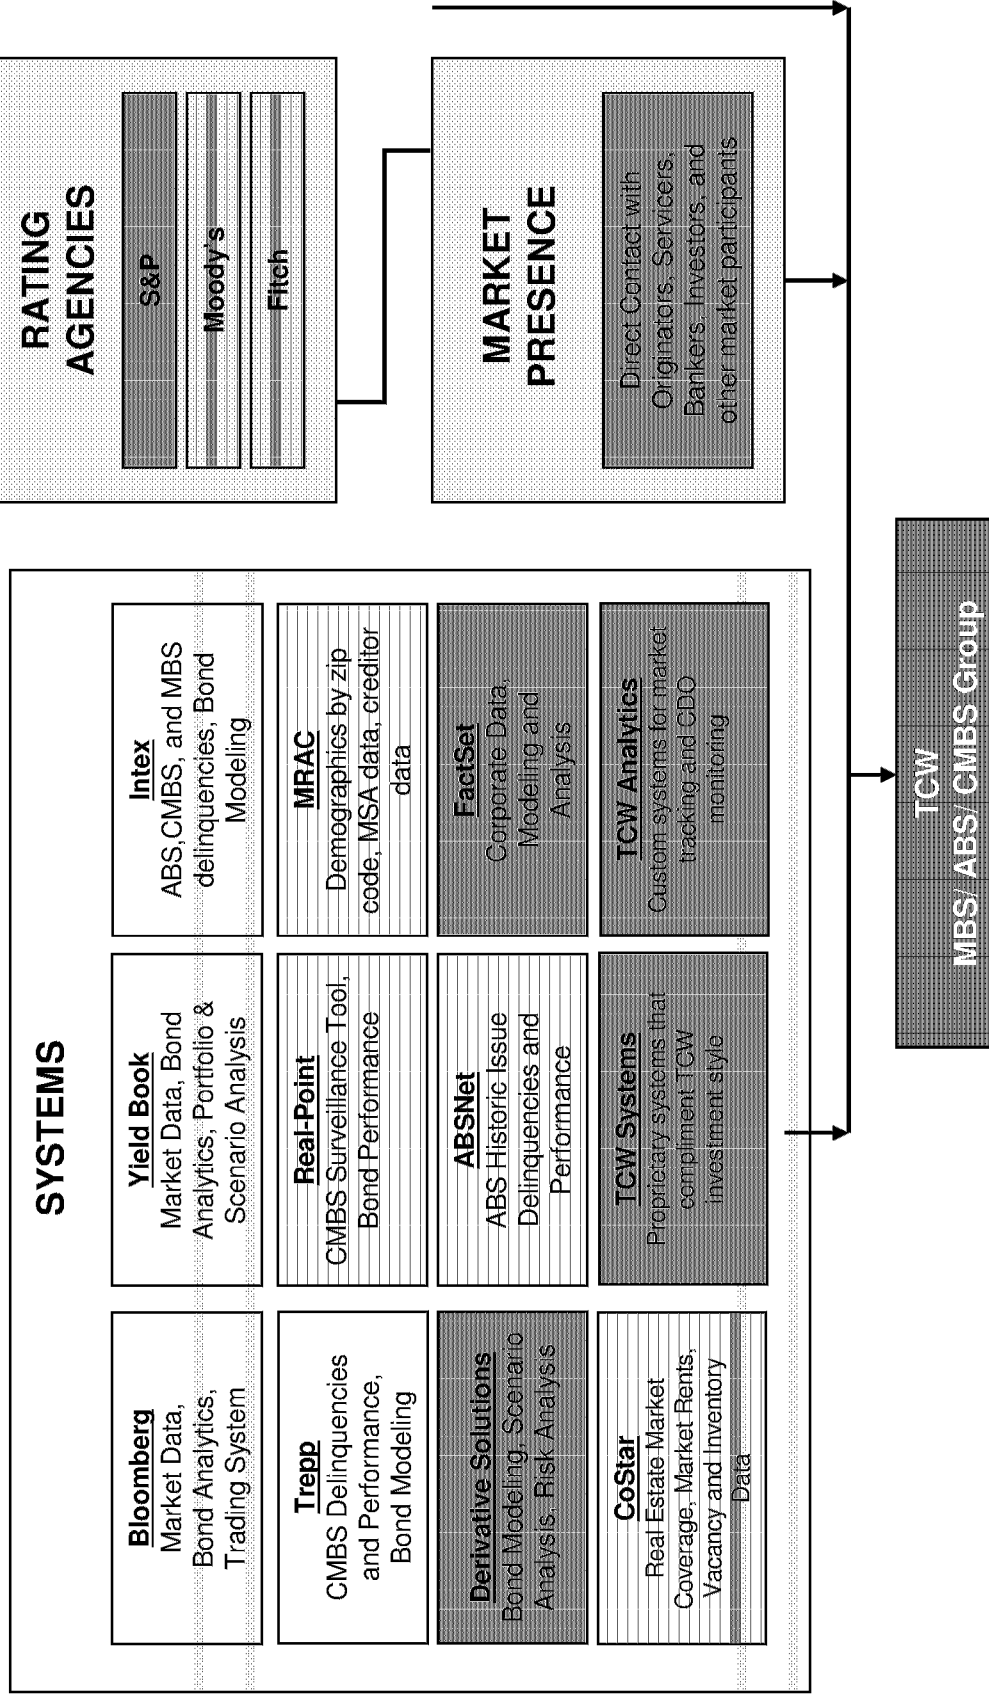 SYSTEMS
Bloomberg
Market Data,
Bond Analytics,
Trading System
Yield Book
Market Data, Bond
Analytics, Portfolio &
Scenario Analysis
Intex
ABS,CMBS, and MBS
delinquencies, Bond
Modeling
Trepp
CMBS Delinquencies
and Performance,
Bond Modeling
Real-Point
CMBS Surveillance Tool,
Bond Performance
MRAC
Demographics by zip
code, MSA data, creditor
data
Derivative Solutions
Bond Modeling, Scenario
Analysis, Risk Analysis
ABSNet
ABS Historic Issue
Delinquencies and
Performance
FactSet
Corporate Data,
Modeling and
Analysis
CoStar
Real Estate Market
Coverage, Market Rents,
Vacancy and Inventory
Data
TCW Systems
Proprietary systems that
compliment TCW
investment style
TCW Analytics
Custom systems for market
tracking and CDO
monitoring
RATING
AGENCIES
S&P
Moody's
Fitch
MARKET
PRESENCE
Direct Contact with
Originators, Servicers,
Bankers, Investors, and
other market participants
TCW
MBS/ ABS/ CMBS Group